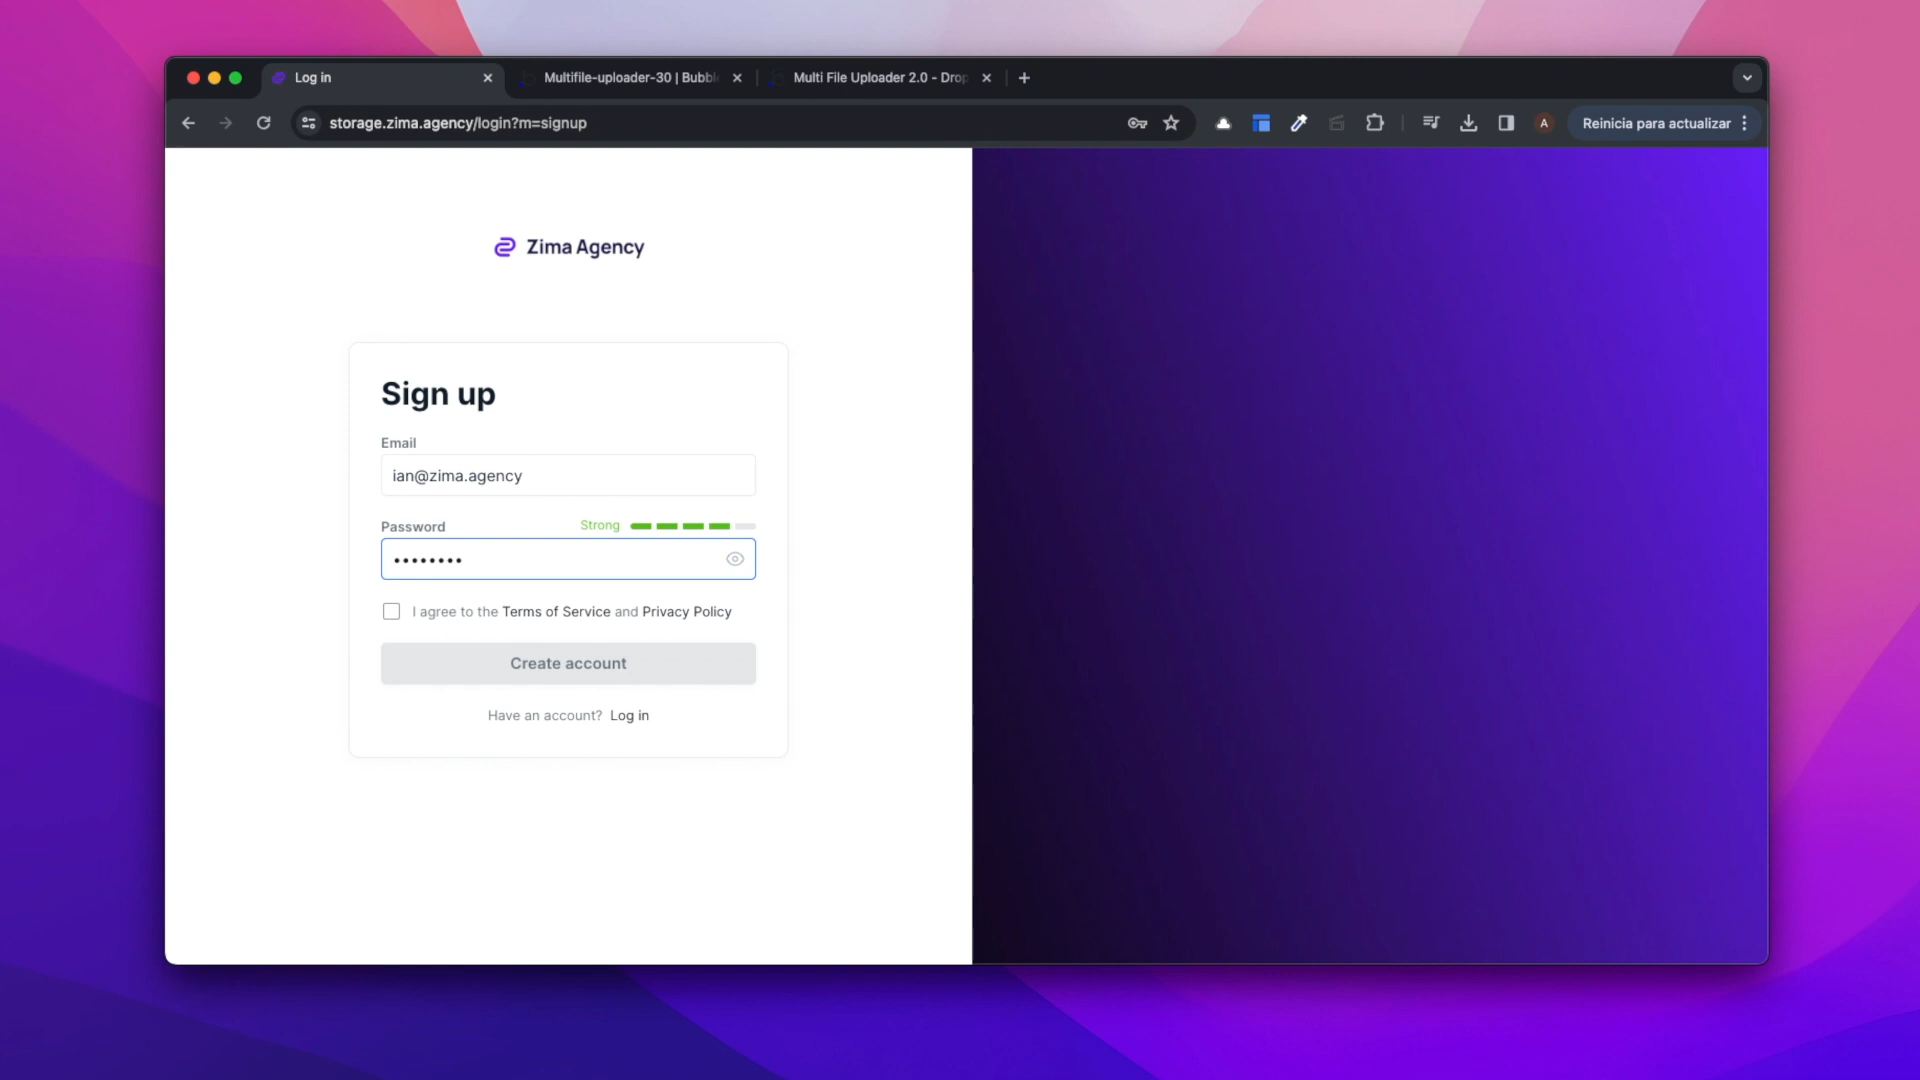 Log in
Multifile-uploader-30 | Bubbl
Multi File Uploader 2.0 - Drop
storage.zima.agency/login?m=signup
A
Reinicia para actualizar
Zima Agency
Sign up
Email
ian@zima.agency
Password
Strong
••••••••
I agree to the Terms of Service and Privacy Policy
Create account
Have an account? Log in